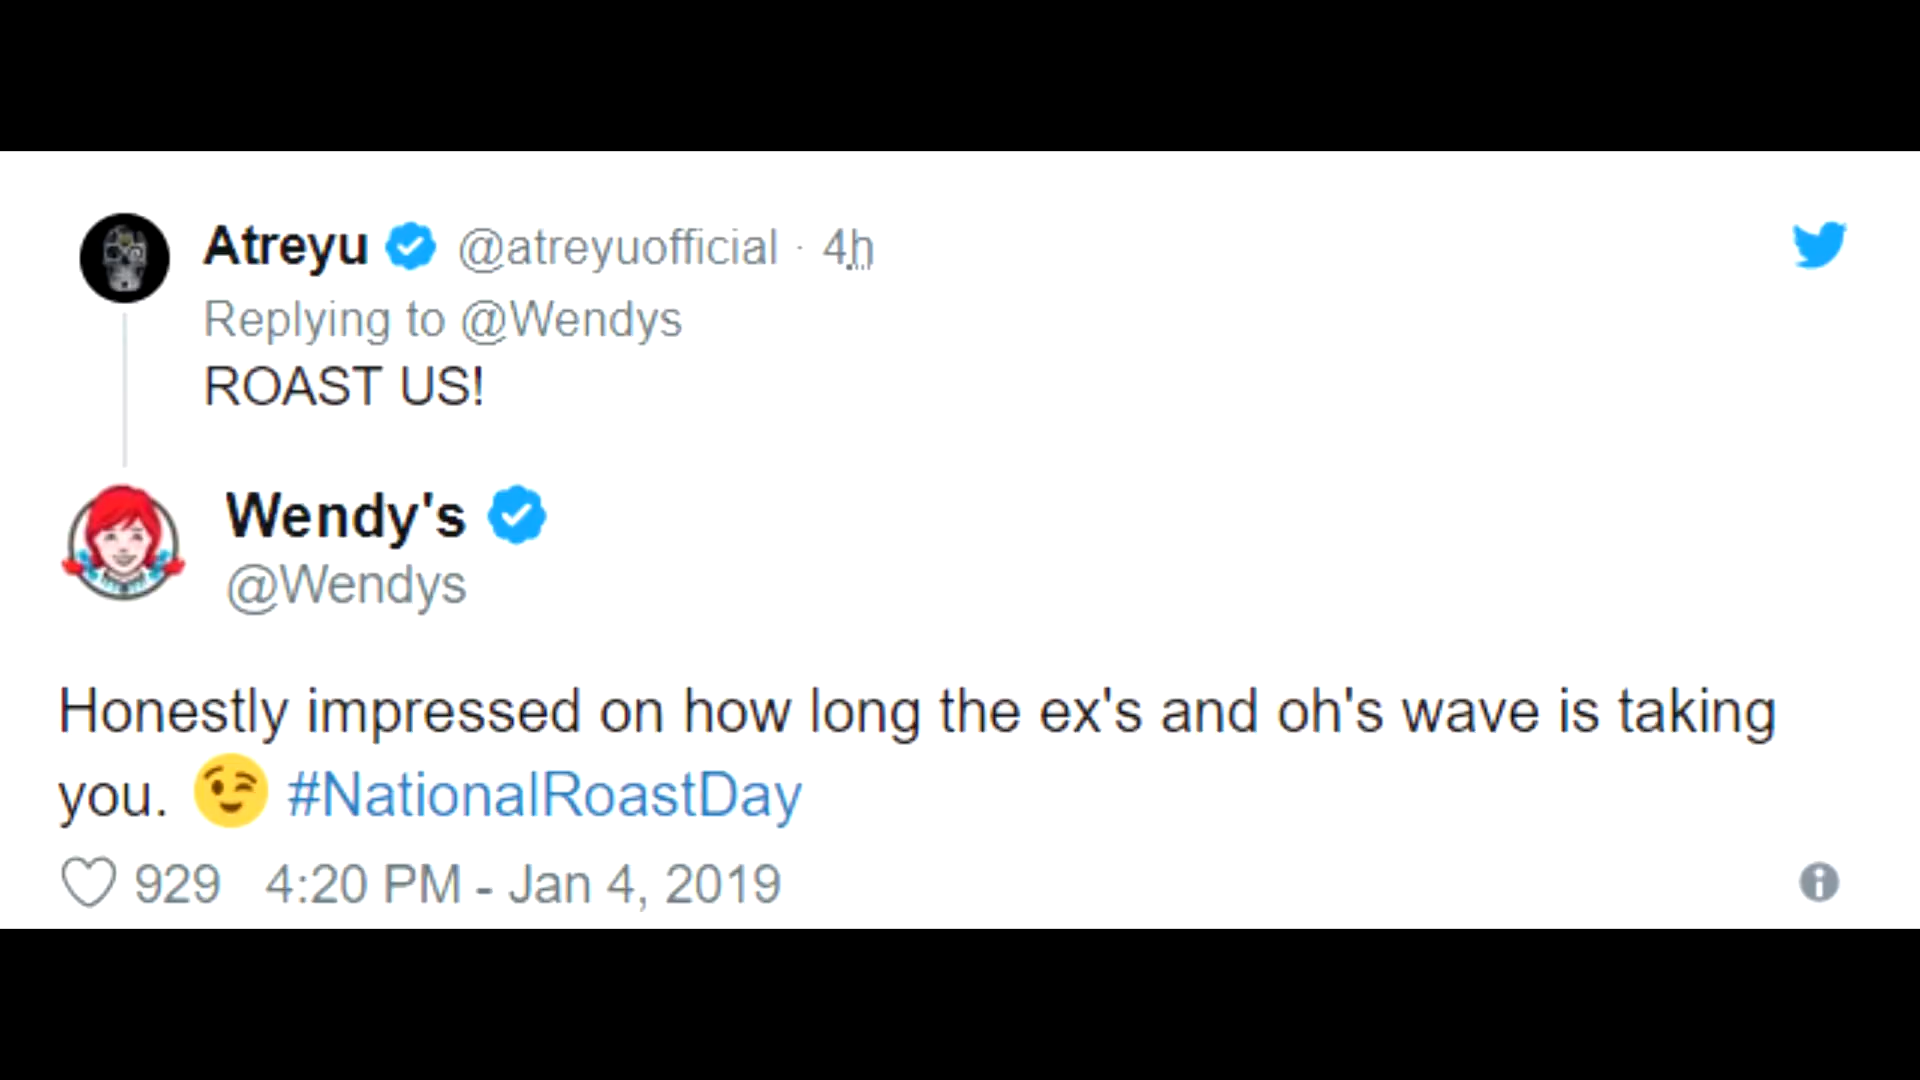 Atreyu @atreyuofficial · 4h
Replying to @Wendys
ROAST US!
Wendy's
@Wendys
Honestly impressed on how long the ex's and oh's wave is taking
you. 😉 #NationalRoastDay
929 4:20 PM - Jan 4, 2019